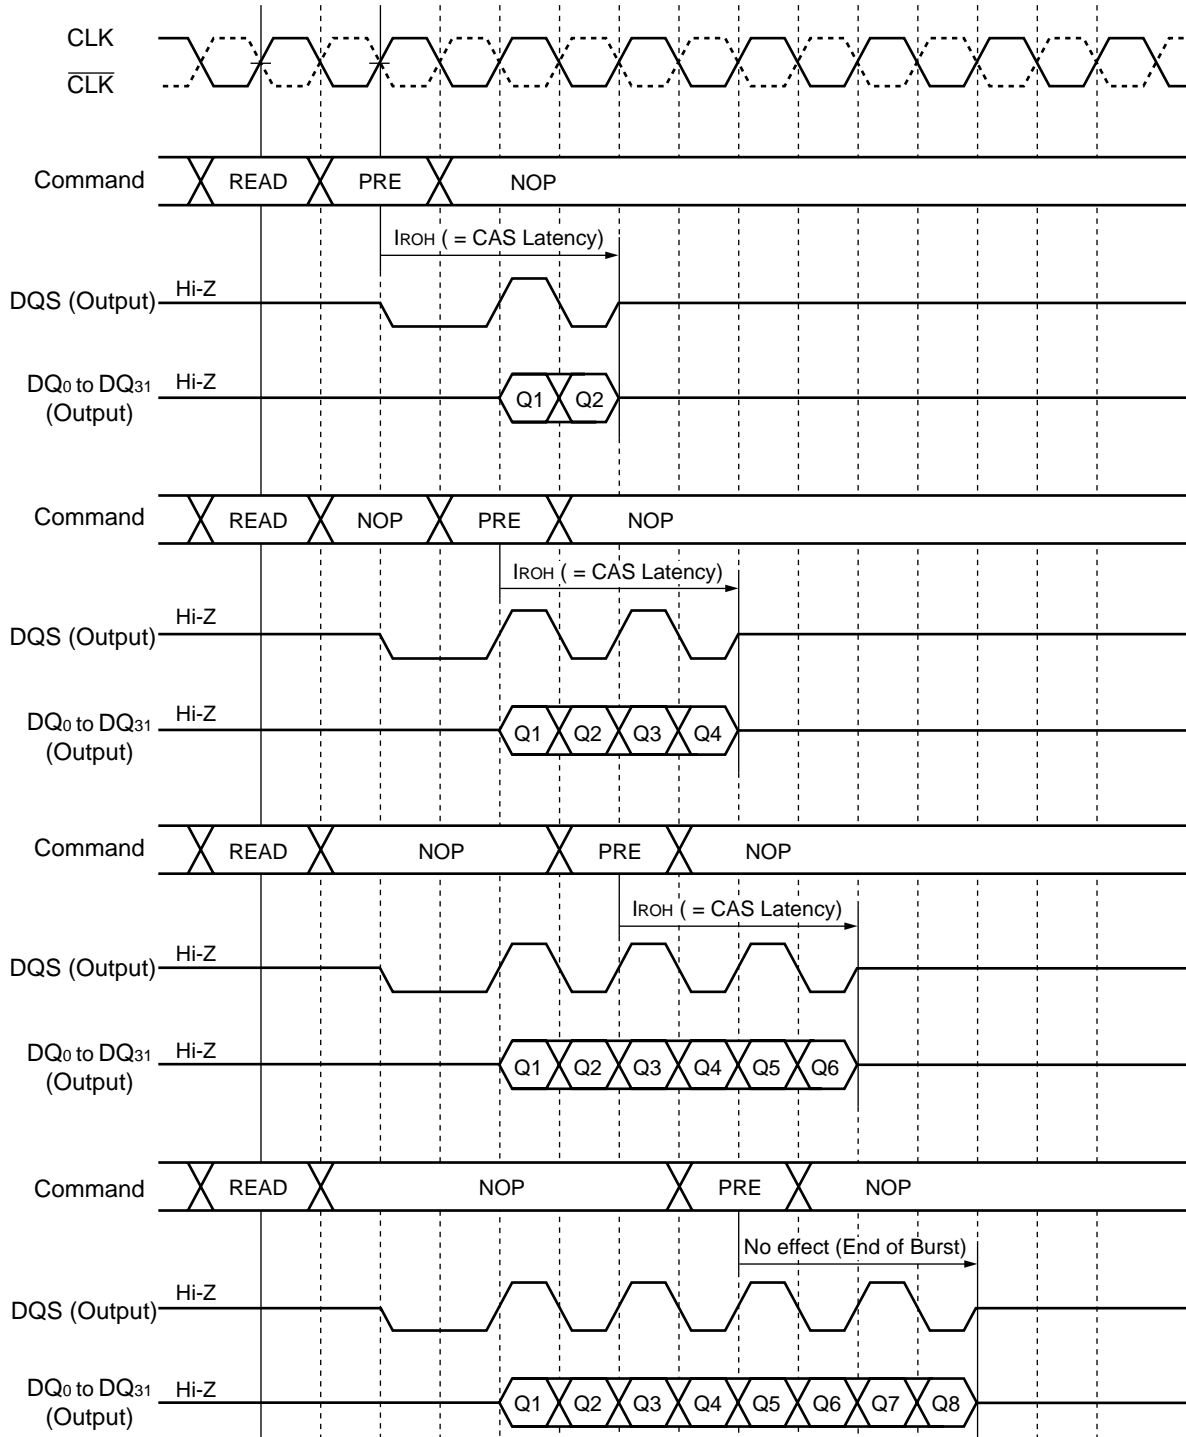 CLK
CLK
Command READ PRE NOP
IROH ( = CAS Latency)
DQS (Output) Hi-Z
DQ0 to DQ31 Hi-Z
(Output)
Q1 Q2
Command READ NOP PRE NOP
IROH ( = CAS Latency)
DQS (Output) Hi-Z
DQ0 to DQ31 Hi-Z
(Output)
Q1 Q2 Q3 Q4
Command READ NOP PRE NOP
IROH ( = CAS Latency)
DQS (Output) Hi-Z
DQ0 to DQ31 Hi-Z
(Output)
Q1 Q2 Q3 Q4 Q5 Q6
Command READ NOP PRE NOP
No effect (End of Burst)
DQS (Output) Hi-Z
DQ0 to DQ31 Hi-Z
(Output)
Q1 Q2 Q3 Q4 Q5 Q6 Q7 Q8